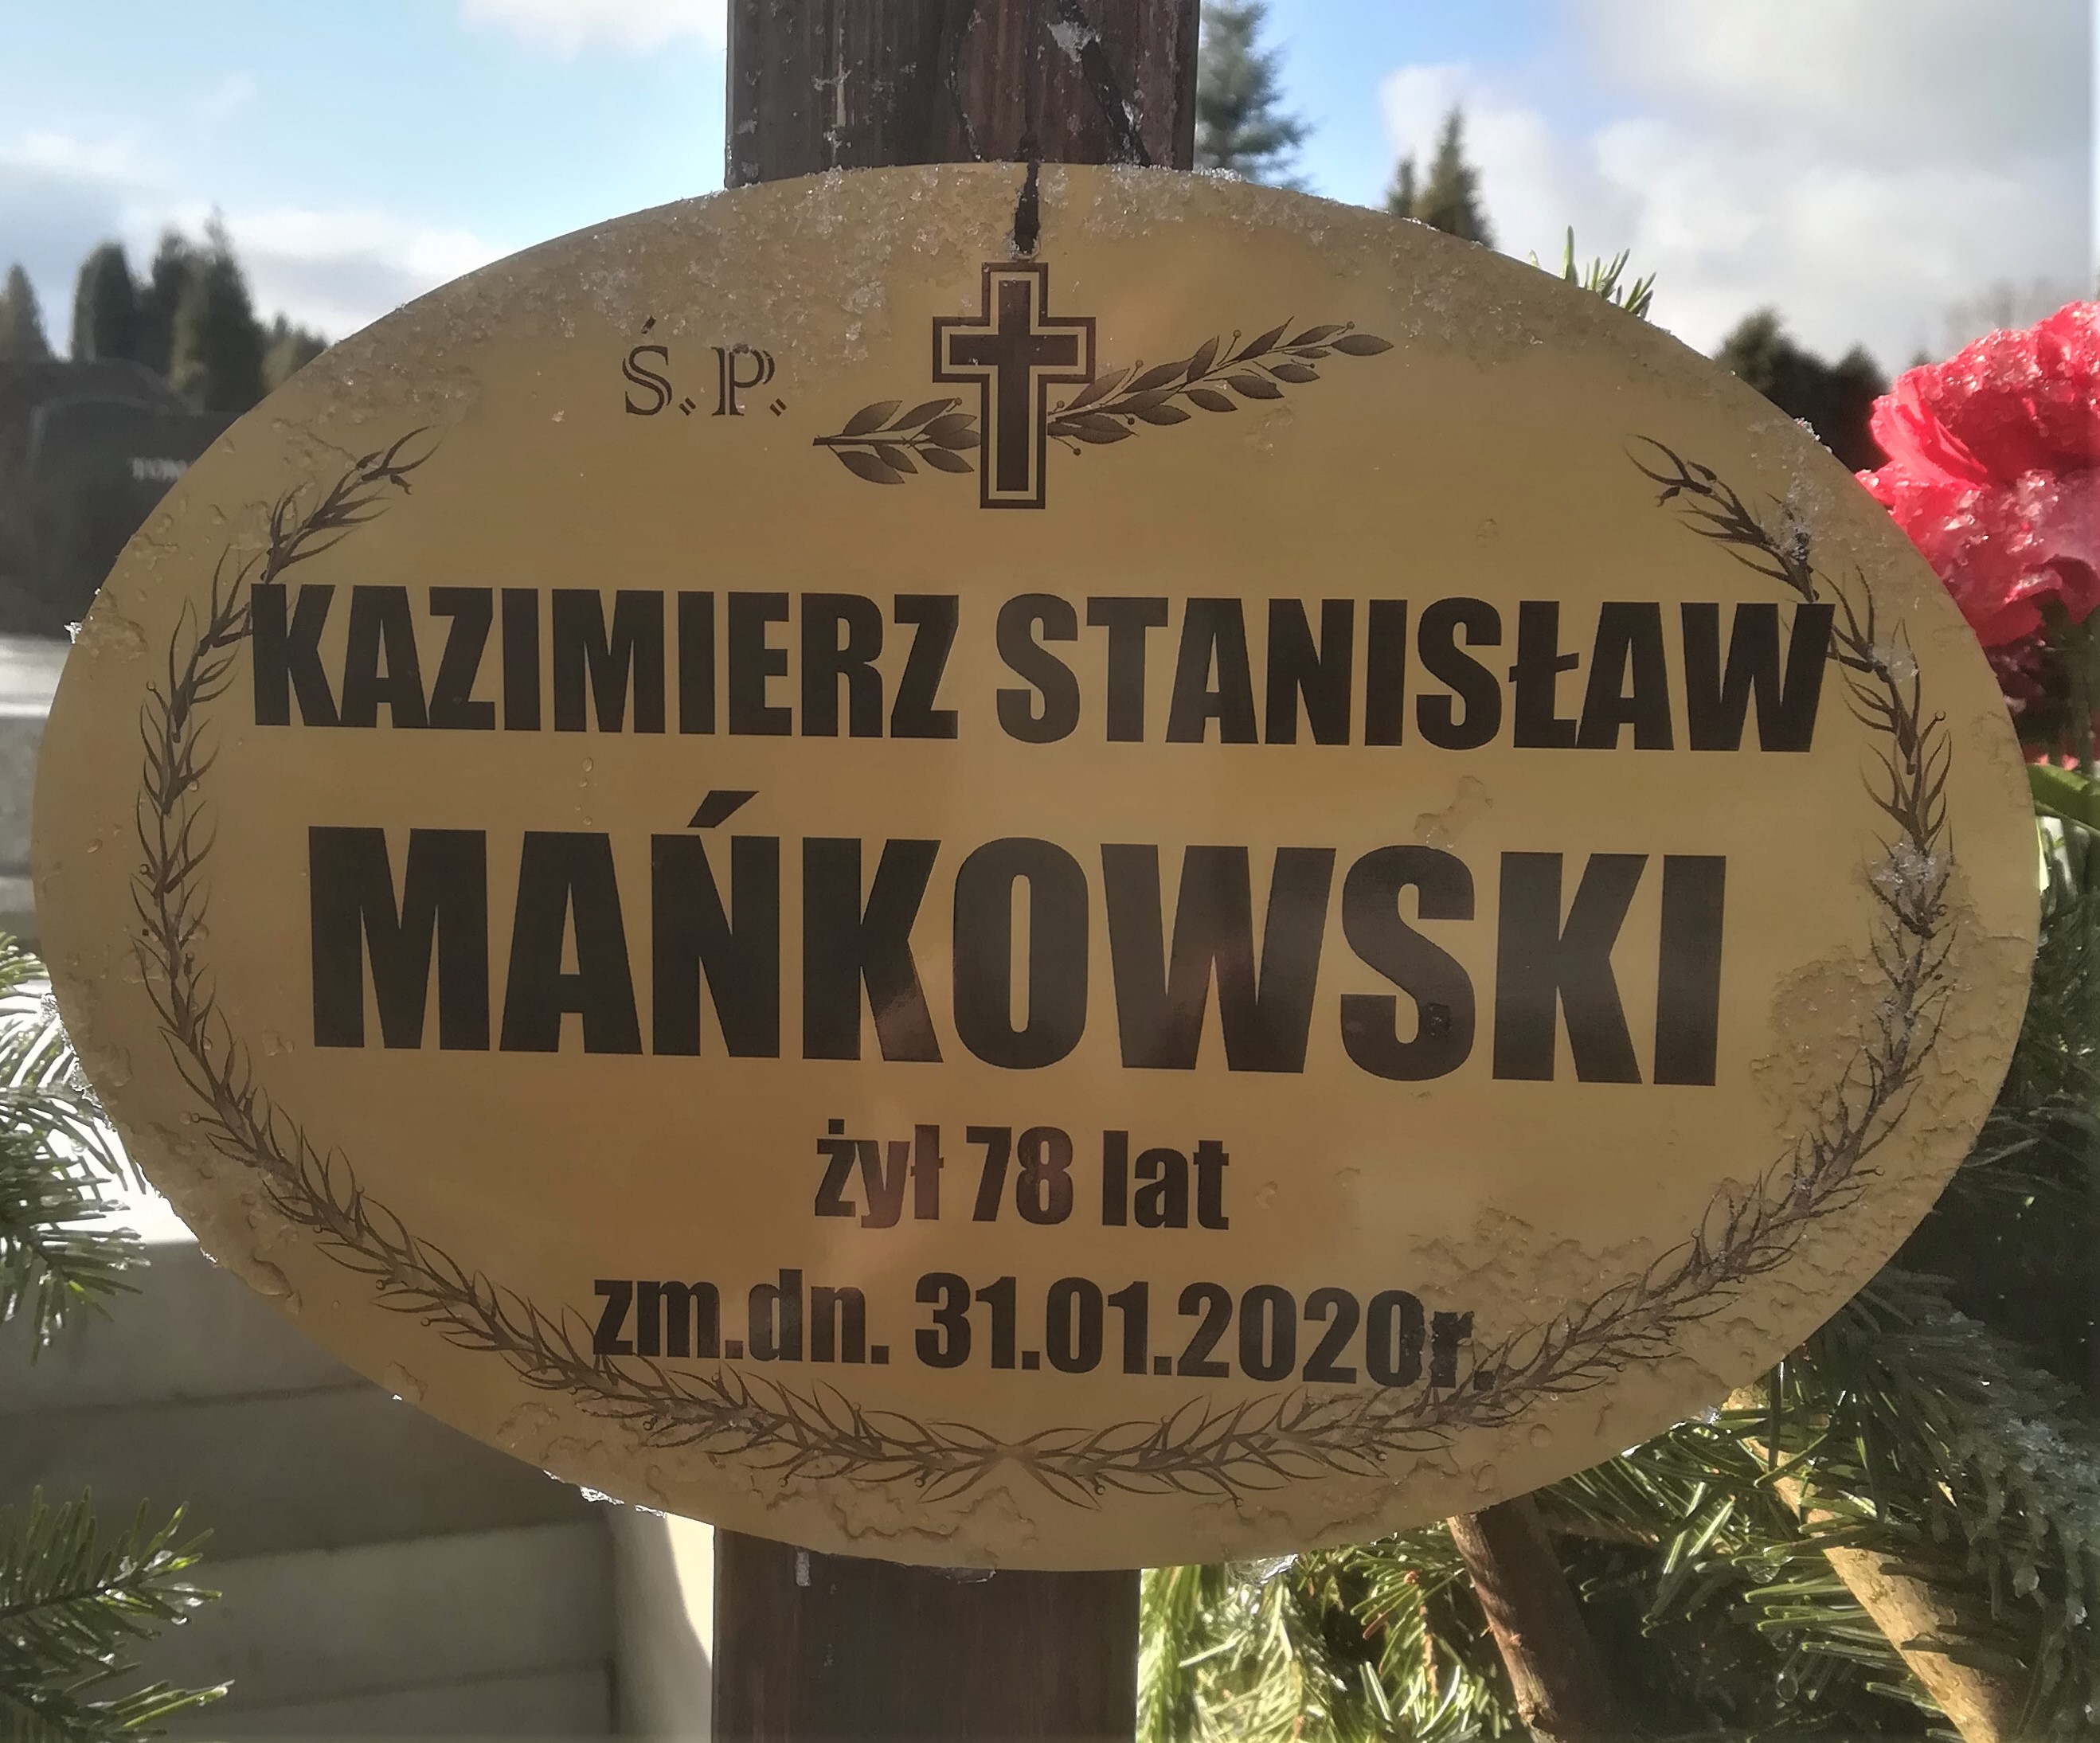 Ś.P.
KAZIMIERZ STANISŁAW
MAŃKOWSKI
żył 78 lat
zm.dn. 31.01.2020r.